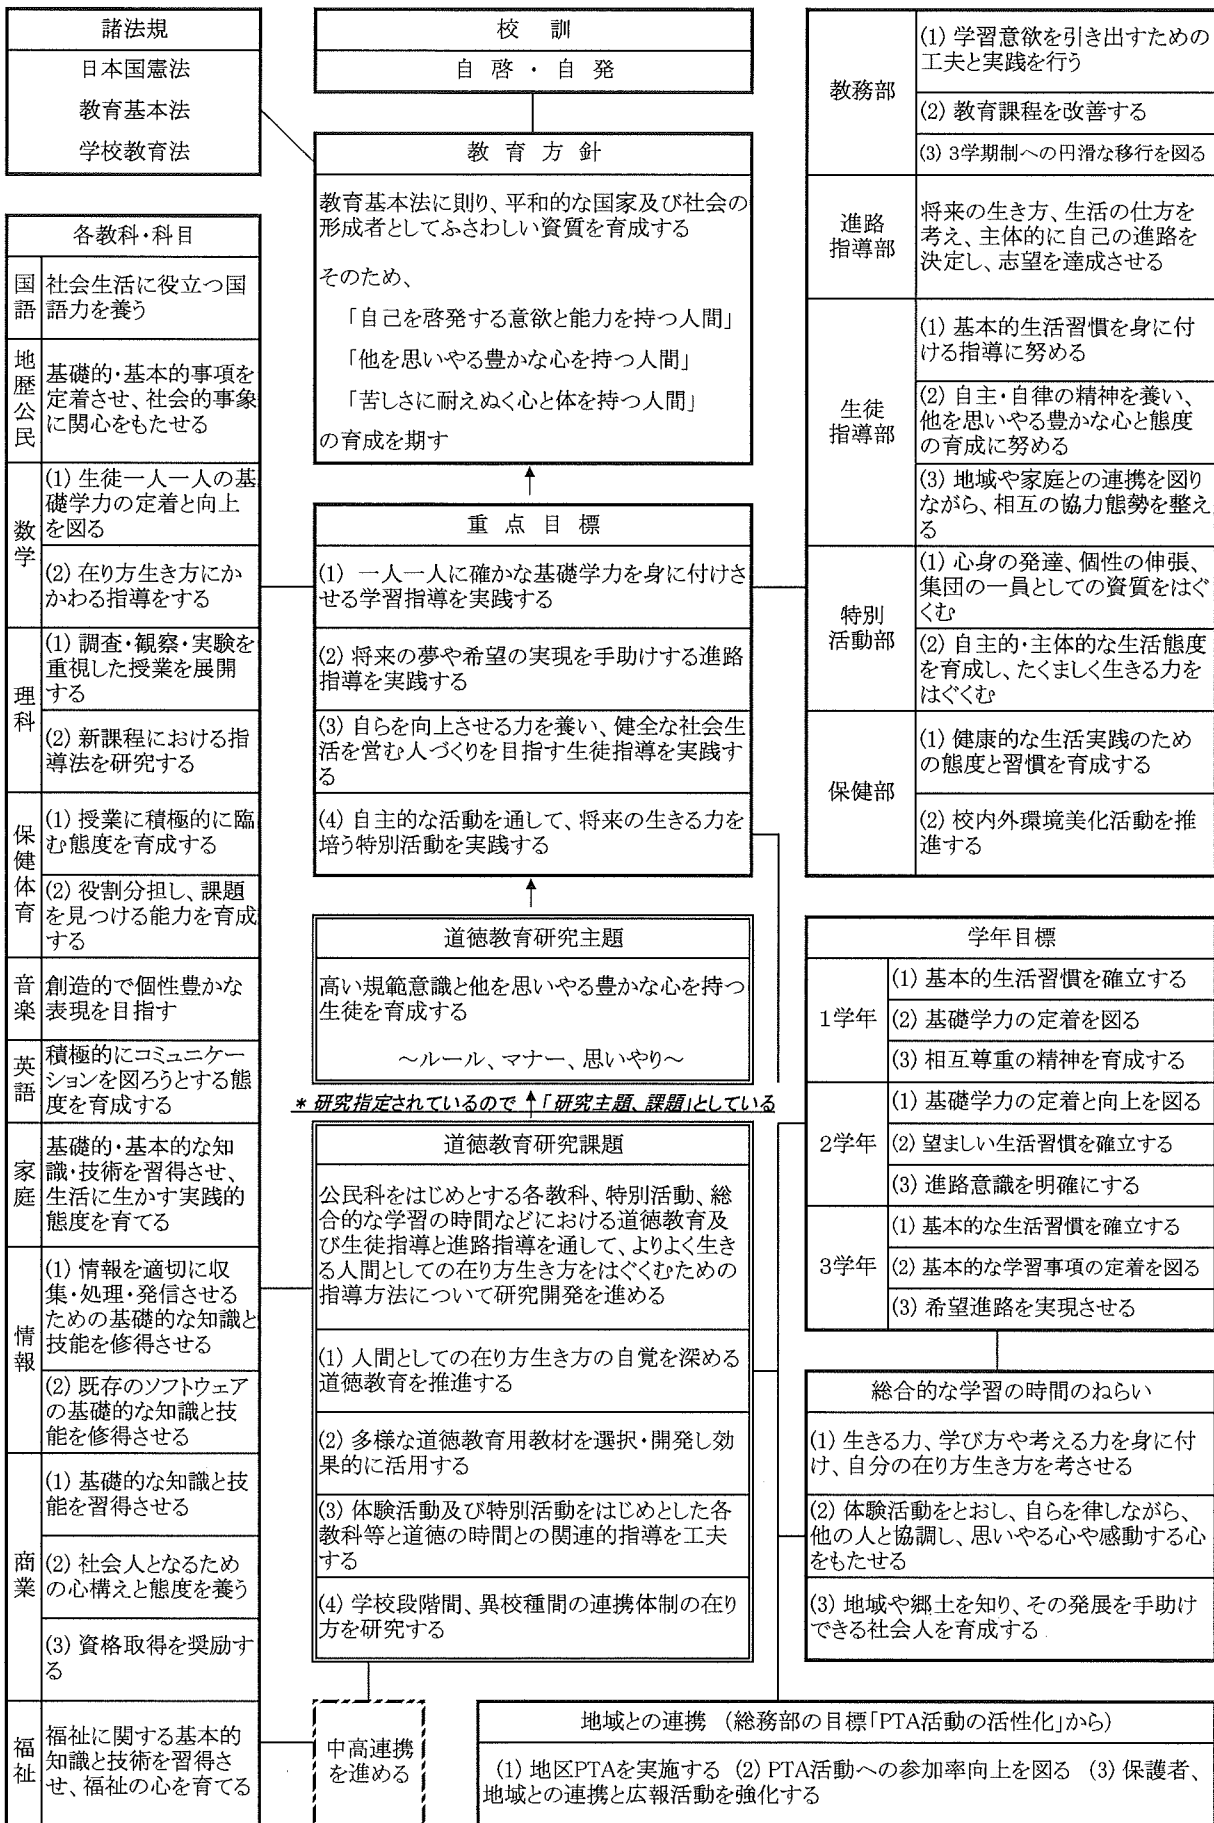 諸法規
日本国憲法
教育基本法
学校教育法
校 訓
自 啓 ・ 自 発
教 育 方 針
教育基本法に則り、平和的な国家及び社会の
形成者としてふさわしい資質を育成する
そのため、
「自己を啓発する意欲と能力を持つ人間」
「他を思いやる豊かな心を持つ人間」
「苦しさに耐えぬく心と体を持つ人間」
の育成を期す
重 点 目 標
(1) 一人一人に確かな基礎学力を身に付けさ
せる学習指導を実践する
(2) 将来の夢や希望の実現を手助けする進路
指導を実践する
(3) 自らを向上させる力を養い、健全な社会生
活を営む人づくりを目指す生徒指導を実践す
る
(4) 自主的な活動を通して、将来の生きる力を
培う特別活動を実践する
道徳教育研究主題
高い規範意識と他を思いやる豊かな心を持つ
生徒を育成する
～ルール、マナー、思いやり～
* 研究指定されているので 「研究主題、課題」としている
道徳教育研究課題
公民科をはじめとする各教科、特別活動、総
合的な学習の時間などにおける道徳教育及
び生徒指導と進路指導を通して、よりよく生き
る人間としての在り方生き方をはぐくむための
指導方法について研究開発を進める
(1) 人間としての在り方生き方の自覚を深める
道徳教育を推進する
(2) 多様な道徳教育用教材を選択・開発し効
果的に活用する
(3) 体験活動及び特別活動をはじめとした各
教科等と道徳の時間との関連的指導を工夫
する
(4) 学校段階間、異校種間の連携体制の在り
方を研究する
中高連携
を進める
各教科・科目
国語
社会生活に役立つ国
語力を養う
地歴公民
基礎的・基本的事項を
定着させ、社会的事象
に関心をもたせる
数学
(1) 生徒一人一人の基
礎学力の定着と向上
を図る
(2) 在り方生き方にか
かわる指導をする
理科
(1) 調査・観察・実験を
重視した授業を展開
する
(2) 新課程における指
導法を研究する
保健体育
(1) 授業に積極的に臨
む態度を育成する
(2) 役割分担し、課題
を見つける能力を育成
する
音楽
創造的で個性豊かな
表現を目指す
英語
積極的にコミュニケー
ションを図ろうとする態
度を育成する
家庭
基礎的・基本的な知
識・技術を習得させ、
生活に生かす実践的
態度を育てる
情報
(1) 情報を適切に収
集・処理・発信させる
ための基礎的な知識と
技能を修得させる
(2) 既存のソフトウェア
の基礎的な知識と技
能を修得させる
商業
(1) 基礎的な知識と技
能を習得させる
(2) 社会人となるため
の心構えと態度を養う
(3) 資格取得を奨励す
る
福祉
福祉に関する基本的
知識と技術を習得さ
せ、福祉の心を育てる
教務部
(1) 学習意欲を引き出すための
工夫と実践を行う
(2) 教育課程を改善する
(3) 3学期制への円滑な移行を図る
進路
指導部
将来の生き方、生活の仕方を
考え、主体的に自己の進路を
決定し、志望を達成させる
生徒
指導部
(1) 基本的生活習慣を身に付
ける指導に努める
(2) 自主・自律の精神を養い、
他を思いやる豊かな心と態度
の育成に努める
(3) 地域や家庭との連携を図り
ながら、相互の協力態勢を整え
る
特別
活動部
(1) 心身の発達、個性の伸張、
集団の一員としての資質をはぐ
くむ
(2) 自主的・主体的な生活態度
を育成し、たくましく生きる力を
はぐくむ
保健部
(1) 健康的な生活実践のため
の態度と習慣を育成する
(2) 校内外環境美化活動を推
進する
学年目標
1学年
(1) 基本的生活習慣を確立する
(2) 基礎学力の定着を図る
(3) 相互尊重の精神を育成する
2学年
(1) 基礎学力の定着と向上を図る
(2) 望ましい生活習慣を確立する
(3) 進路意識を明確にする
3学年
(1) 基本的な生活習慣を確立する
(2) 基本的な学習事項の定着を図る
(3) 希望進路を実現させる
総合的な学習の時間のねらい
(1) 生きる力、学び方や考える力を身に付
け、自分の在り方生き方を考させる
(2) 体験活動をとおし、自らを律しながら、
他の人と協調し、思いやる心や感動する心
をもたせる
(3) 地域や郷土を知り、その発展を手助け
できる社会人を育成する
地域との連携 （総務部の目標「PTA活動の活性化」から）
(1) 地区PTAを実施する (2) PTA活動への参加率向上を図る (3) 保護者、
地域との連携と広報活動を強化する